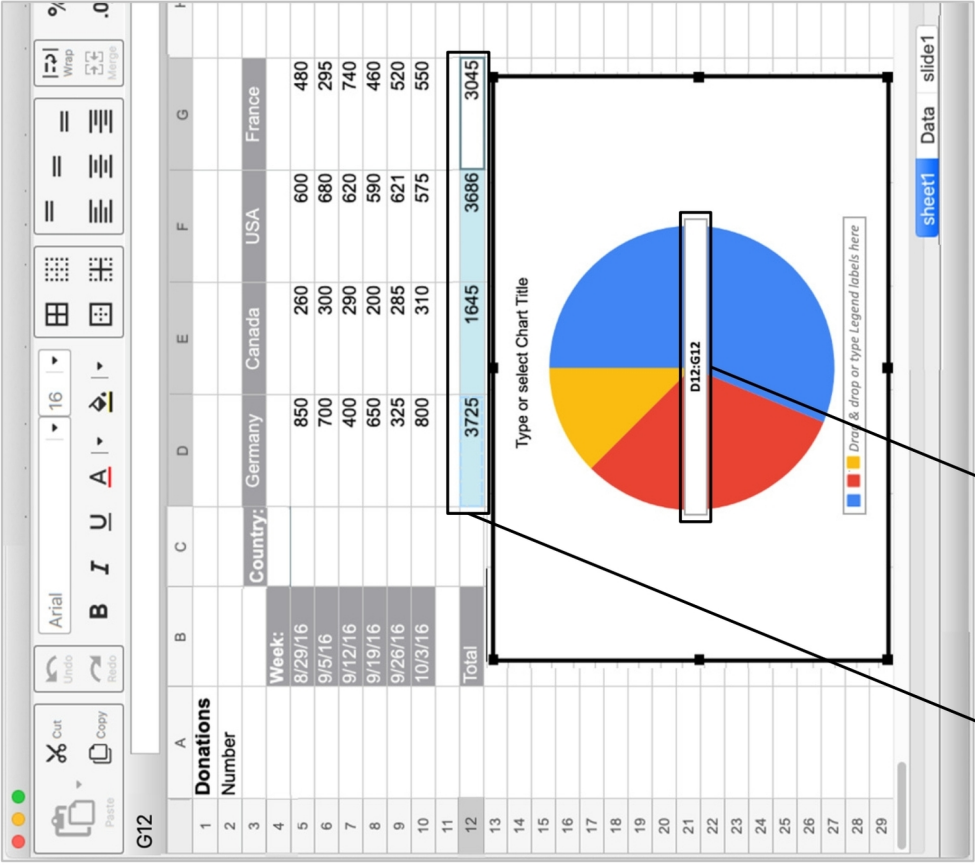 Paste
Cut
Copy
Undo
Redo
Arial 16
B I U A
Wrap
Merge
%
.0
G12
A B C D E F G H
1 Donations
2 Number
3 Country: Germany Canada USA France
4 Week:
5 8/29/16 850 260 600 480
6 9/5/16 700 300 680 295
7 9/12/16 400 290 620 740
8 9/19/16 650 200 590 460
9 9/26/16 325 285 621 520
10 10/3/16 800 310 575 550
11
12 Total 3725 1645 3686 3045
13
14
15
16
17
18
19
20
21
22
23
24
25
26
27
28
29
Type or select Chart Title
D12:G12
Drag & drop or type Legend labels here
sheet1 Data slide1